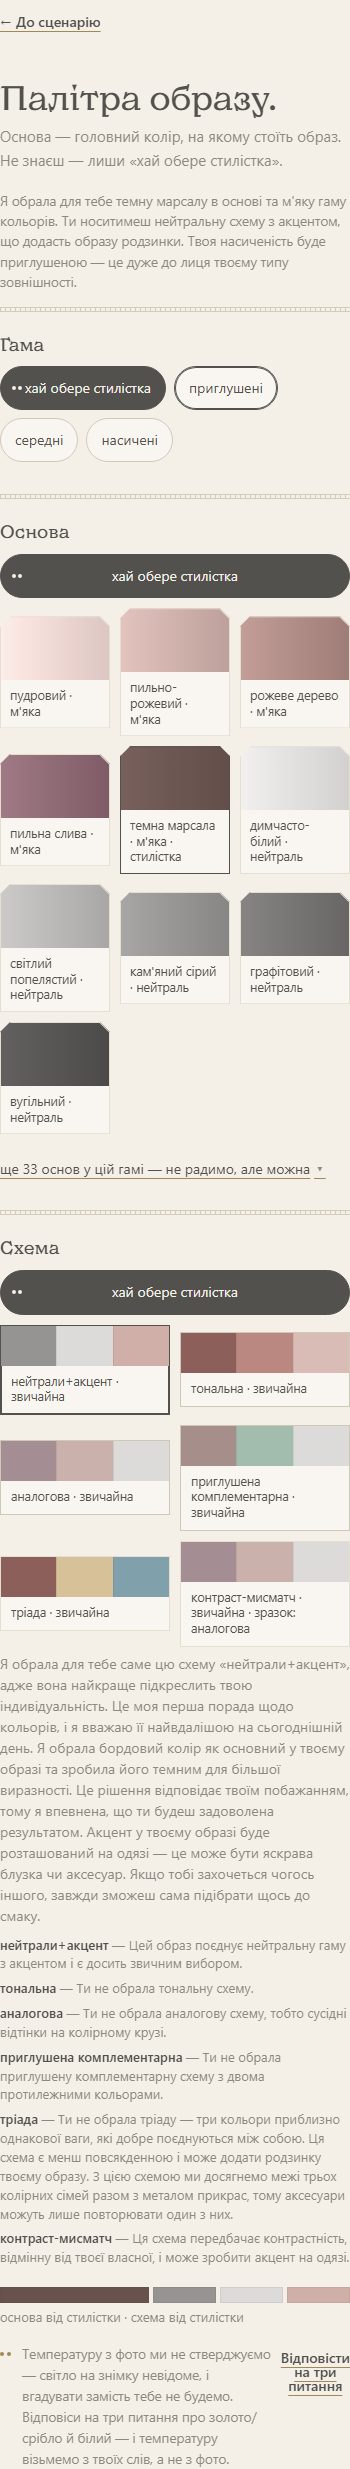 ← До сценарію
Палітра образу.
Основа — головний колір, на якому стоїть образ.
Не знаєш — лиши «хай обере стилістка».
Я обрала для тебе темну марсалу в основі та м'яку гаму
кольорів. Ти носитимеш нейтральну схему з акцентом,
що додасть образу родзинки. Твоя насиченість буде
приглушеною — це дуже до лиця твоєму типу
зовнішності.
Гама
хай обере стилістка
приглушені
середні
насичені
Основа
хай обере стилістка
пудровий ·
м'яка
пильно-
рожевий ·
м'яка
рожеве дерево
· м'яка
пильна слива ·
м'яка
темна марсала
· м'яка ·
стилістка
димчасто-
білий ·
нейтраль
світлий
попелястий ·
нейтраль
кам'яний сірий
· нейтраль
графітовий ·
нейтраль
вугільний ·
нейтраль
ще 33 основ у цій гамі — не радимо, але можна ▾
Схема
хай обере стилістка
нейтрали+акцент ·
звичайна
тональна · звичайна
аналогова · звичайна
приглушена
комплементарна ·
звичайна
тріада · звичайна
контраст-мисматч ·
звичайна · зразок:
аналогова
Я обрала для тебе саме цю схему «нейтрали+акцент»,
адже вона найкраще підкреслить твою
індивідуальність. Це моя перша порада щодо
кольорів, і я вважаю її найвдалішою на сьогоднішній
день. Я обрала бордовий колір як основний у твоєму
образі та зробила його темним для більшої
виразності. Це рішення відповідає твоїм побажанням,
тому я впевнена, що ти будеш задоволена
результатом. Акцент у твоєму образі буде
розташований на одязі — це може бути яскрава
блузка чи аксесуар. Якщо тобі захочеться чогось
іншого, завжди зможеш сама підібрати щось до
смаку.
нейтрали+акцент — Цей образ поєднує нейтральну гаму
з акцентом і є досить звичним вибором.
тональна — Ти не обрала тональну схему.
аналогова — Ти не обрала аналогову схему, тобто сусідні
відтінки на колірному крузі.
приглушена комплементарна — Ти не обрала
приглушену комплементарну схему з двома
протилежними кольорами.
тріада — Ти не обрала тріаду — три кольори приблизно
однакової ваги, які добре поєднуються між собою. Ця
схема є менш повсякденною і може додати родзинку
твоєму образу. З цією схемою ми досягнемо межі трьох
колірних сімей разом з металом прикрас, тому аксесуари
можуть лише повторювати один з них.
контраст-мисматч — Ця схема передбачає контрастність,
відмінну від твоєї власної, і може зробити акцент на одязі.
основа від стилістки · схема від стилістки
Температуру з фото ми не стверджуємо
— світло на знімку невідоме, і
вгадувати замість тебе не будемо.
Відповіси на три питання про золото/
срібло й білий — і температуру
візьмемо з твоїх слів, а не з фото.
Відповісти
на три
питання